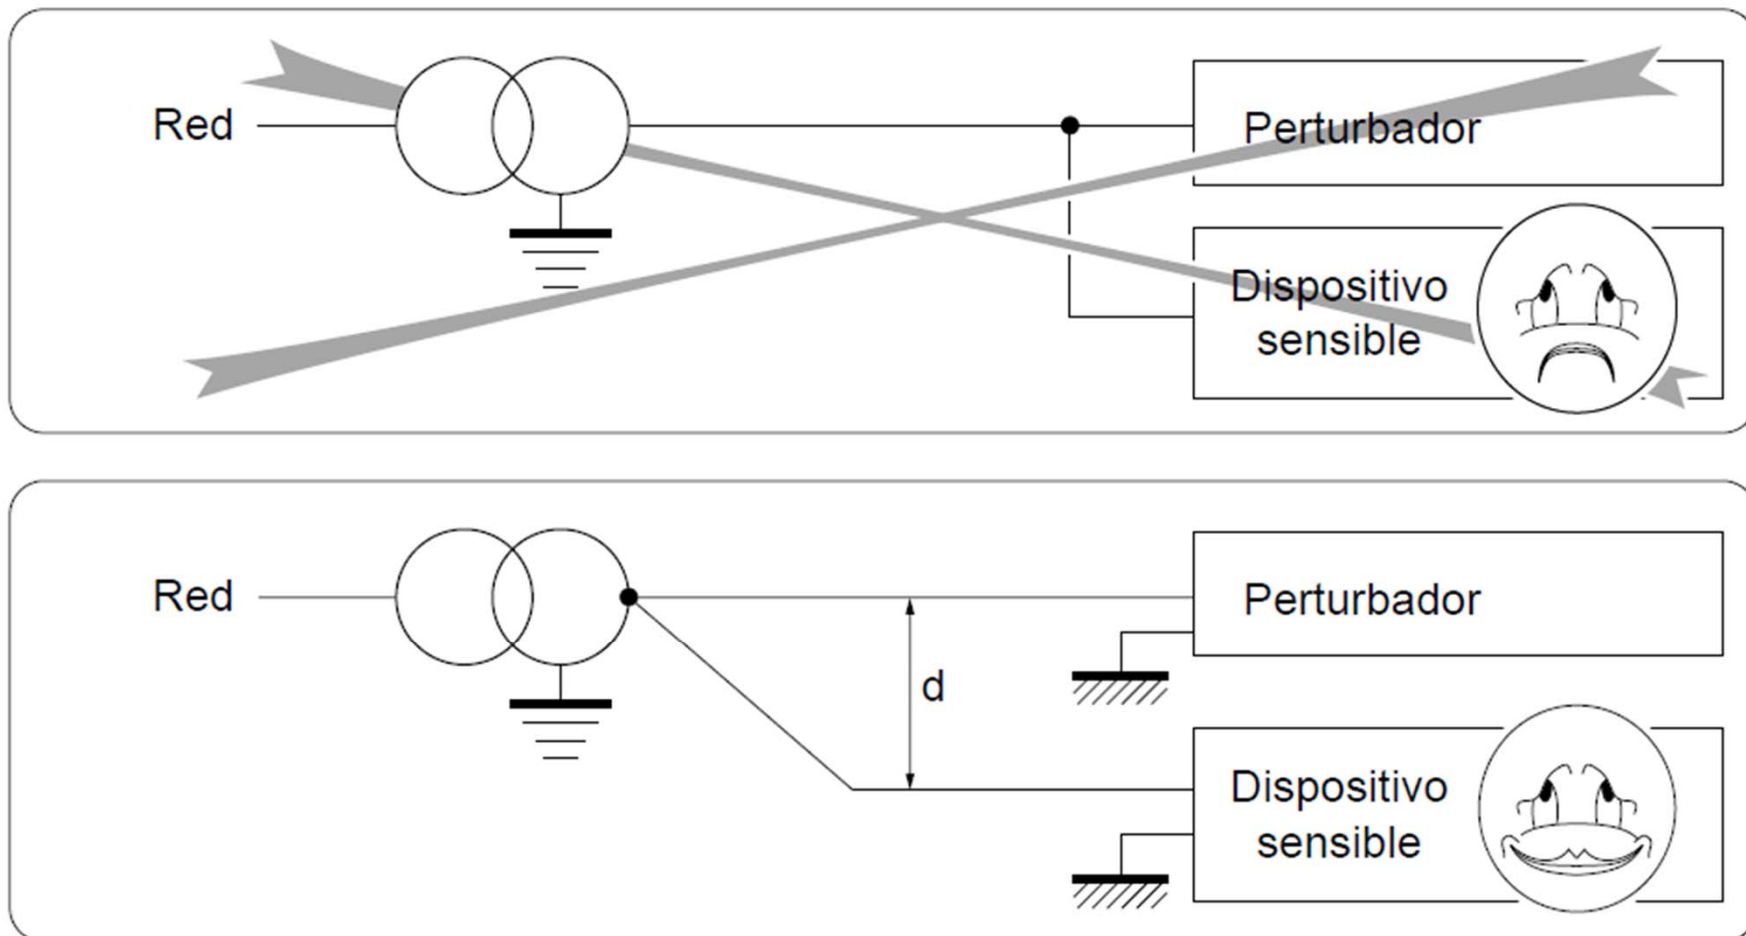 Red
Perturbador
Dispositivo
sensible
Red
Perturbador
d
Dispositivo
sensible